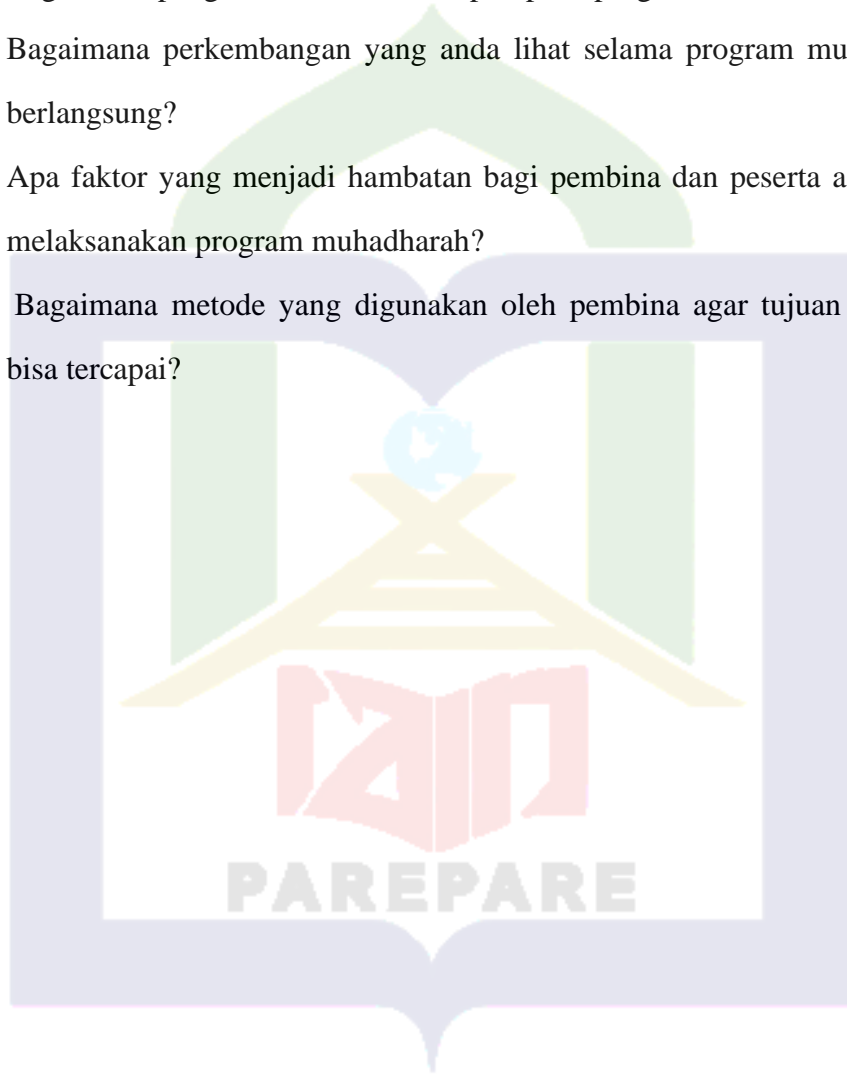 Bagaimana perkembangan yang anda lihat selama program mu
berlangsung?
Apa faktor yang menjadi hambatan bagi pembina dan peserta a
melaksanakan program muhadharah?
Bagaimana metode yang digunakan oleh pembina agar tujuan
bisa tercapai?
iain
PAREPARE